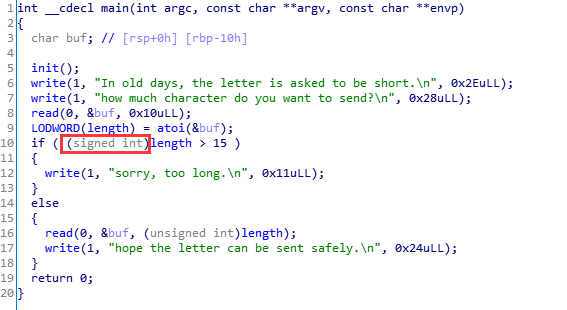 1 int __cdecl main(int argc, const char **argv, const char **envp)
2 {
3   char buf; // [rsp+0h] [rbp-10h]
4
5   init();
6   write(1, "In old days, the letter is asked to be short.\n", 0x2EuLL);
7   write(1, "how much character do you want to send?\n", 0x28uLL);
8   read(0, &buf, 0x10uLL);
9   LODWORD(length) = atoi(&buf);
10   if ( (signed int)length > 15 )
11   {
12     write(1, "sorry, too long.\n", 0x11uLL);
13   }
14   else
15   {
16     read(0, &buf, (unsigned int)length);
17     write(1, "hope the letter can be sent safely.\n", 0x24uLL);
18   }
19   return 0;
20 }